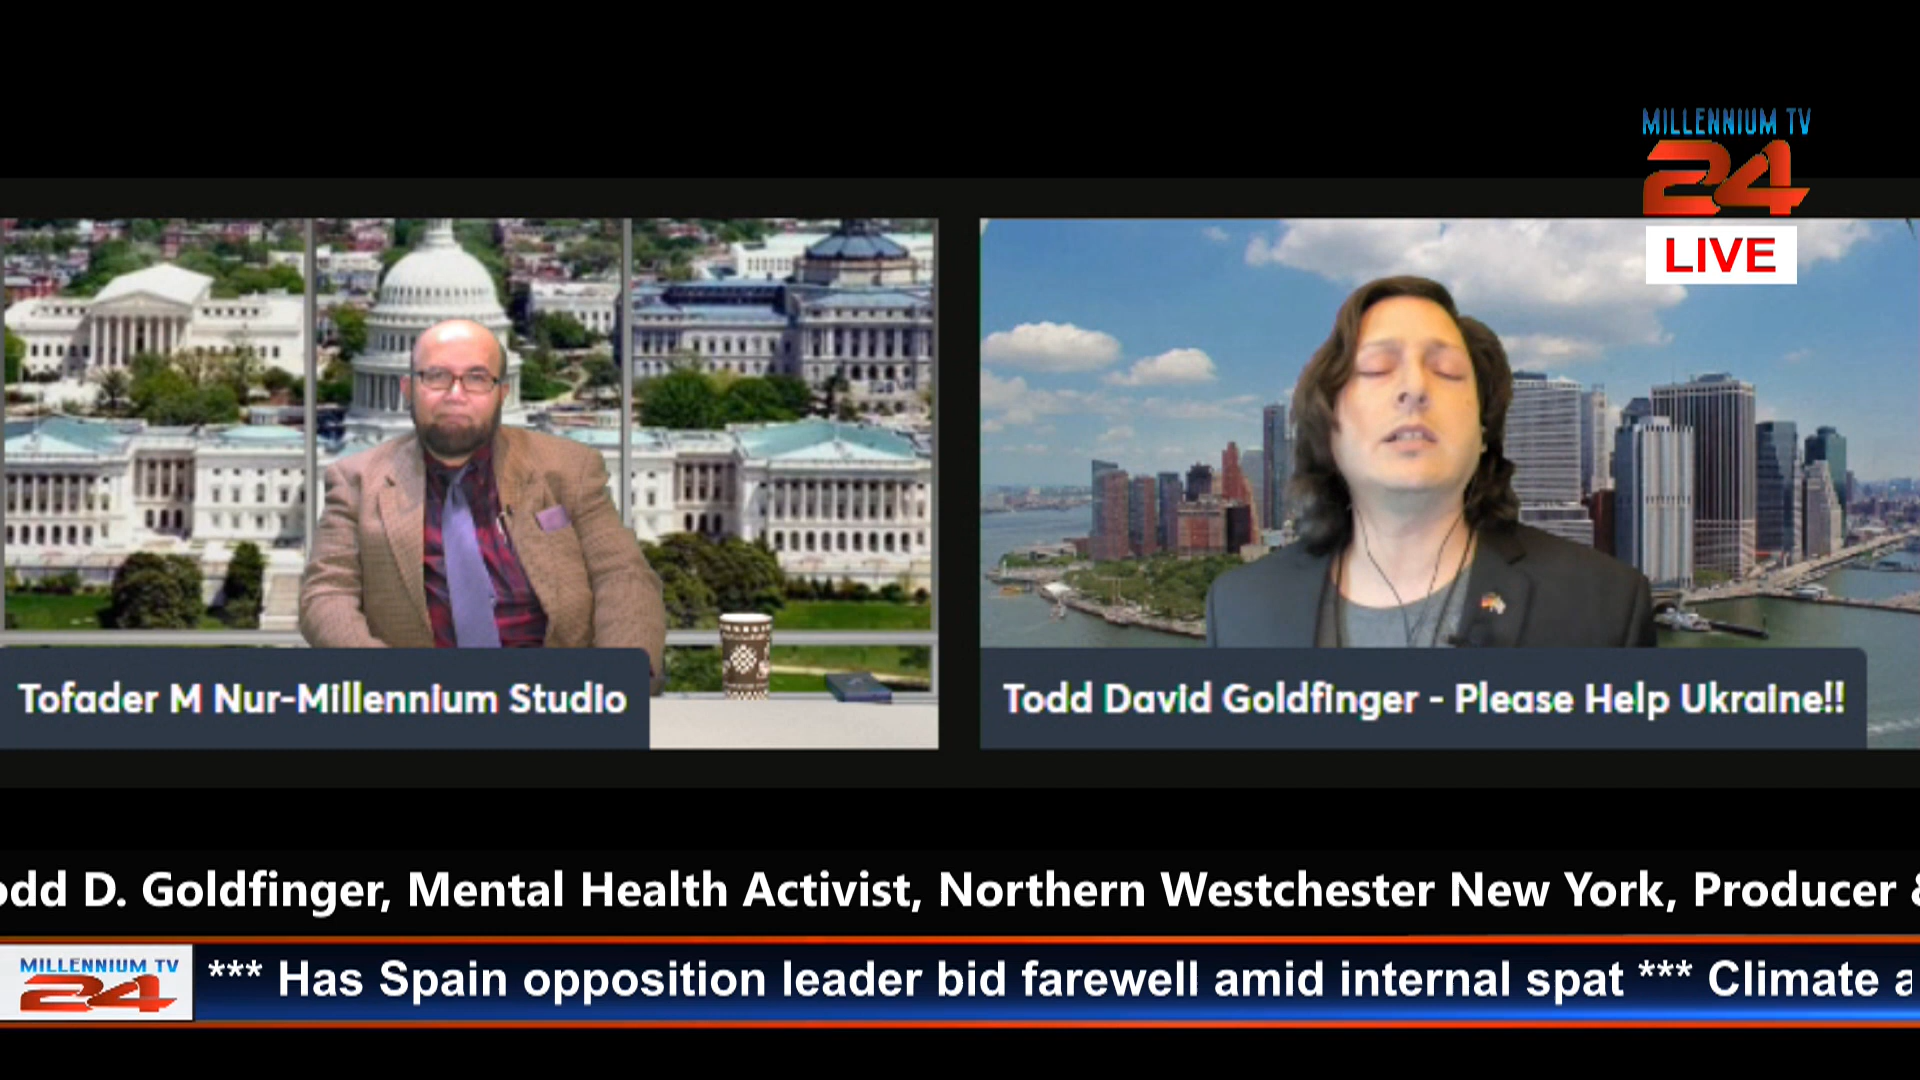 MILLENNIUM TV
24
LIVE
Tofader M Nur-Millennium Studio
Todd David Goldfinger - Please Help Ukraine!!
odd D. Goldfinger, Mental Health Activist, Northern Westchester New York, Producer &
MILLENNIUM TV
24
*** Has Spain opposition leader bid farewell amid internal spat *** Climate a